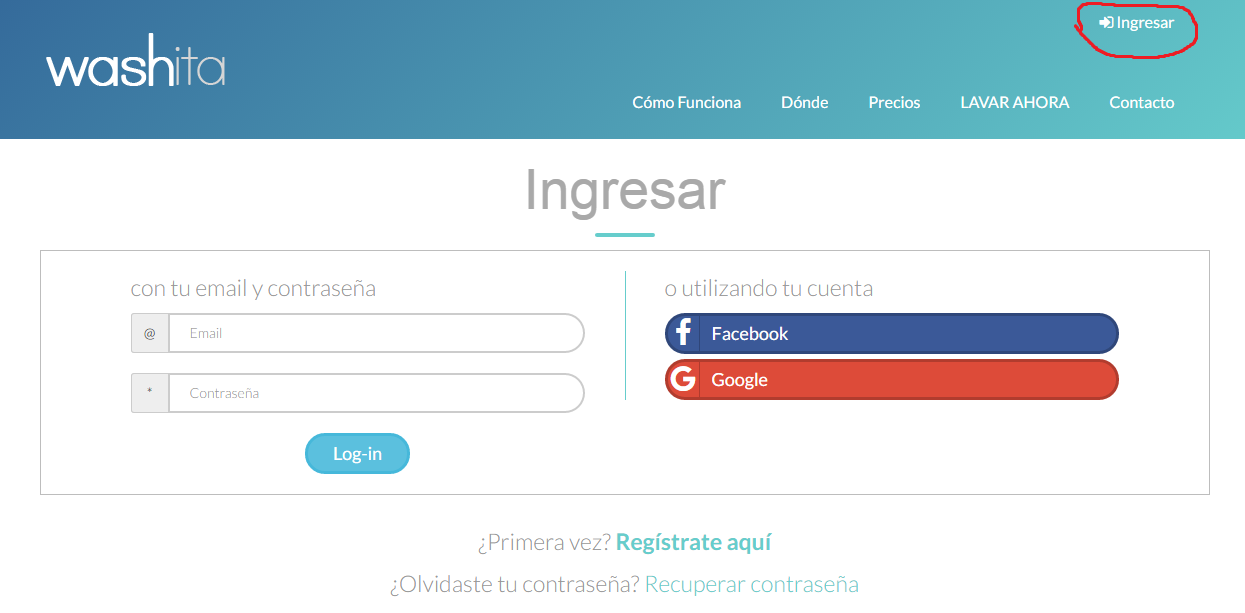 Ingresar
washita
Cómo Funciona Dónde Precios LAVAR AHORA Contacto
Ingresar
con tu email y contraseña
@ Email
* Contraseña
Log-in
o utilizando tu cuenta
Facebook
Google
¿Primera vez? Regístrate aquí
¿Olvidaste tu contraseña? Recuperar contraseña